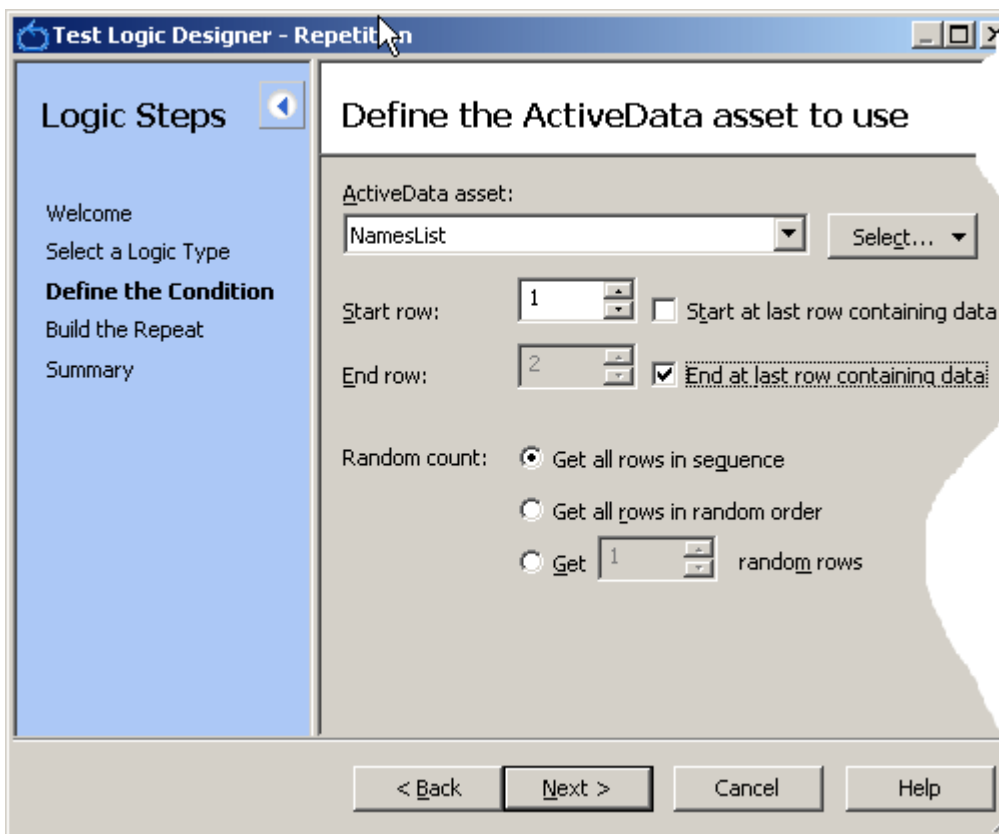 Test Logic Designer - Repetition
Logic Steps
Welcome
Select a Logic Type
Define the Condition
Build the Repeat
Summary
Define the ActiveData asset to use
ActiveData asset:
NamesList Select...
Start row: 1 Start at last row containing data
End row: 2 End at last row containing data
Random count: Get all rows in sequence
Get all rows in random order
Get 1 random rows
< Back Next > Cancel Help